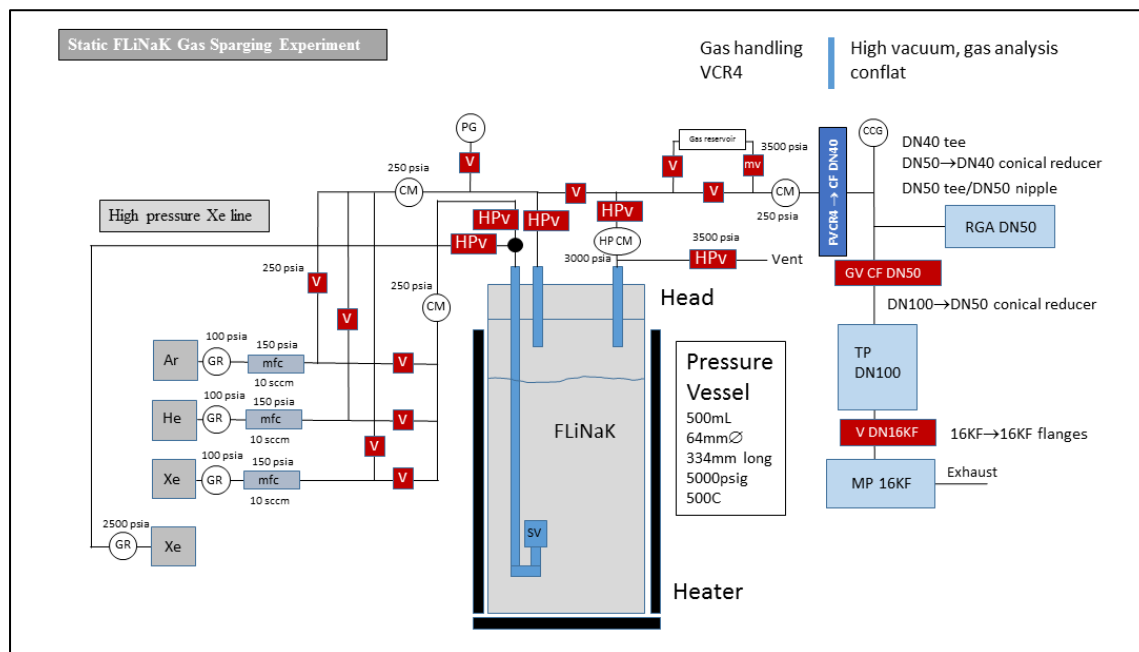 Static FLiNaK Gas Sparging Experiment
Gas handling
VCR4
High vacuum, gas analysis
conflat
PG
V
250 psia
CM
Gas reservoir
V
mv
3500 psia
V
V
CM
250 psia
PVCR4 → CF DN40
CCG
DN40 tee
DN50→DN40 conical reducer
DN50 tee/DN50 nipple
RGA DN50
GV CF DN50
DN100→DN50 conical reducer
TP
DN100
V DN16KF
16KF→16KF flanges
MP 16KF
Exhaust
High pressure Xe line
HPv
HPv
HPv
HPv
HP CM
3000 psia
3500 psia
HPv
Vent
250 psia
V
V
V
250 psia
CM
Ar
100 psia
GR
150 psia
mfc
10 sccm
V
He
100 psia
GR
150 psia
mfc
10 sccm
V
Xe
100 psia
GR
150 psia
mfc
10 sccm
V
2500 psia
GR
Xe
Head
FLiNaK
SV
Heater
Pressure
Vessel
500mL
64mm∅
334mm long
5000psig
500C